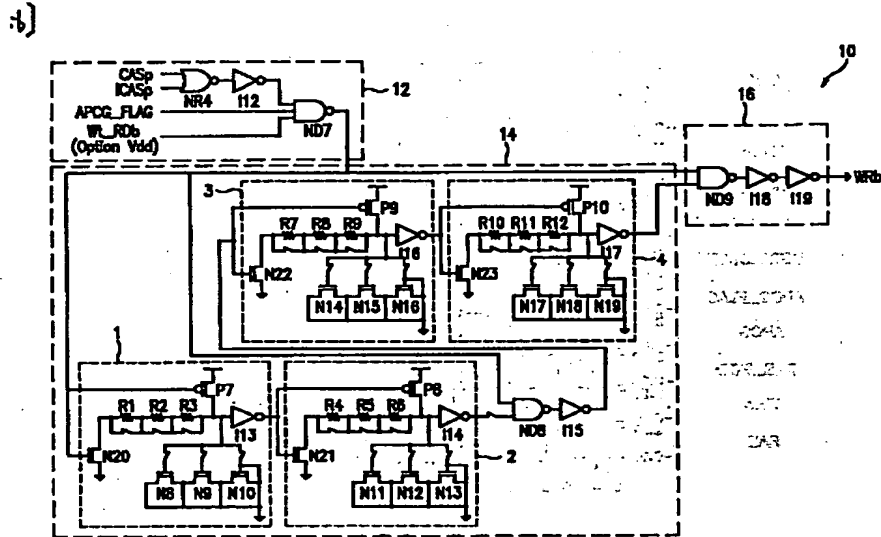 10
CASp
ICASp
NR4
I12
12
APCG_FLAG
ND7
Wt_RDb
(Option Vdd)
14
16
WRb
ND9
I18
I19
3
P9
R7
R8
R9
I16
N22
N14
N15
N16
P10
R10
R11
R12
I17
4
N23
N17
N18
N19
1
P7
R1
R2
R3
I13
N20
N8
N9
N10
P8
R4
R5
R6
I14
N21
N11
N12
N13
2
ND8
I15